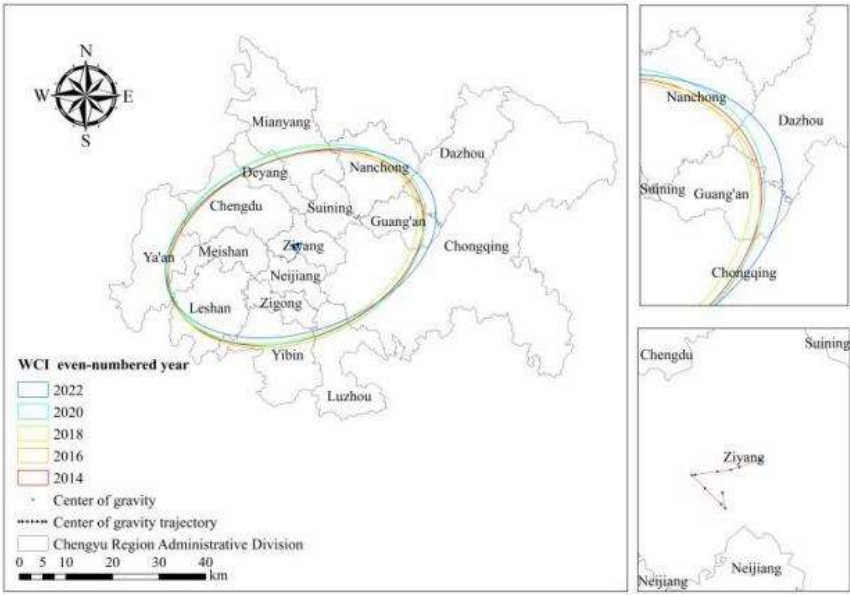 N
W E
S
Mianyang
Dazhou
Deyang
Nanchong
Chengdu
Suining
Guang'an
Ya'an
Meishan
Ziyang
Chongqing
Neijiang
Leshan
Zigong
Yibin
Luzhou
WCI even-numbered year
2022
2020
2018
2016
2014
Center of gravity
Center of gravity trajectory
Chengyu Region Administrative Division
0 5 10 20 30 40
km
Nanchong
Dazhou
Suining
Guang'an
Chongqing
Chengdu
Suining
Ziyang
Neijiang
Neijiang